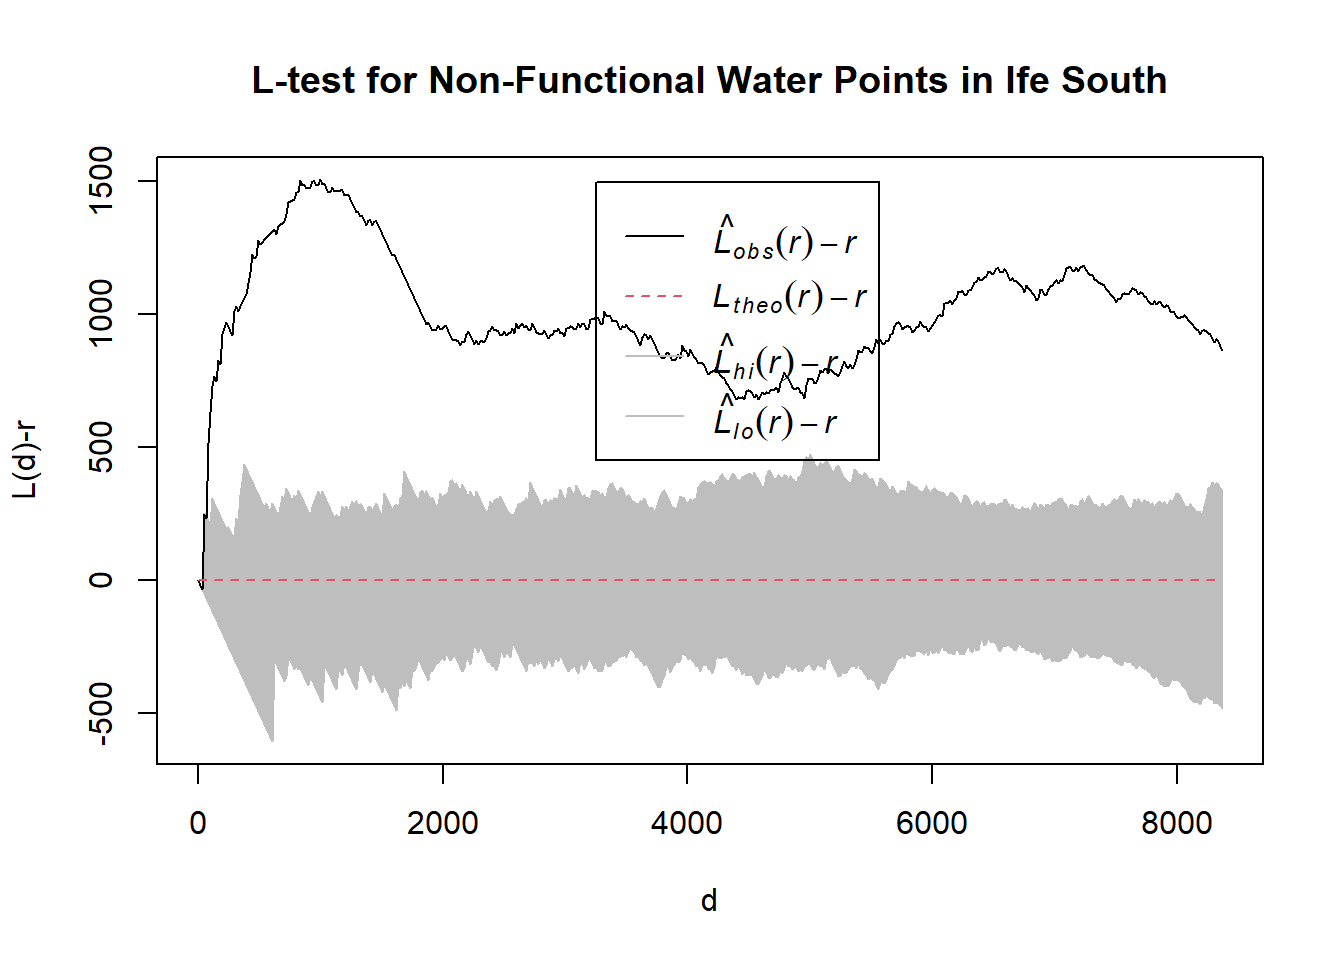 L-test for Non-Functional Water Points in Ife South
L(d)-r
1500
1000
500
0
-500
L̂obs(r) – r
Ltheo(r) – r
L̂hi(r) – r
L̂lo(r) – r
0 2000 4000 6000 8000
d